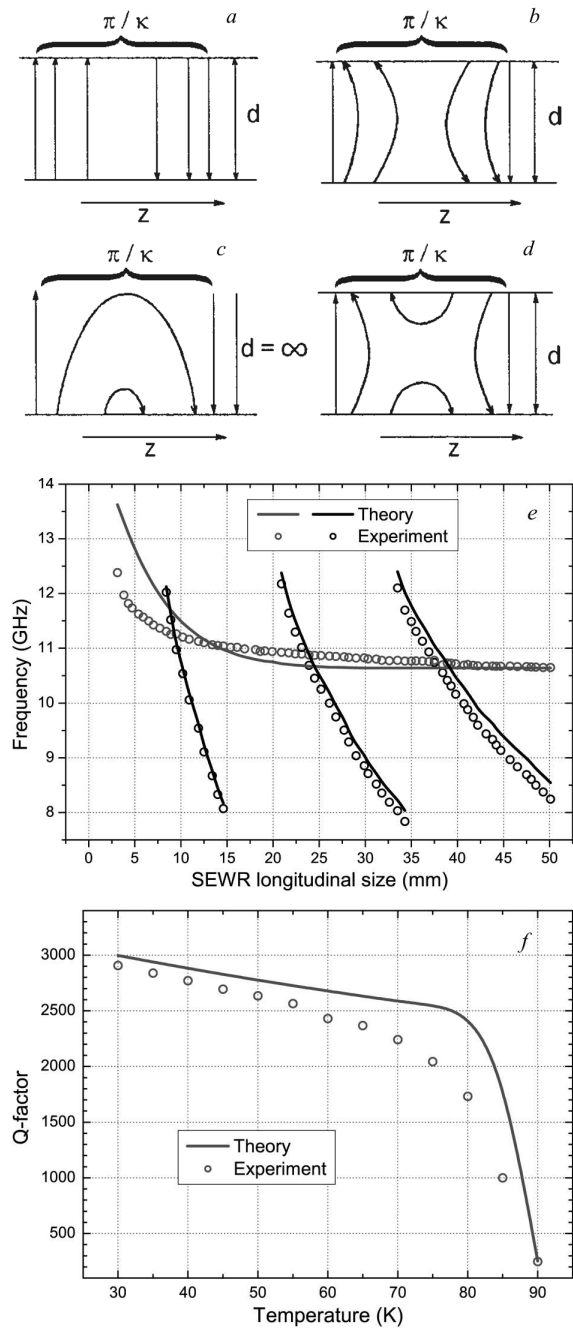 a
π / κ
d
z
b
π / κ
d
z
c
π / κ
d = ∞
z
d
π / κ
d
z
e
Frequency (GHz)
14
13
12
11
10
9
8
Theory
Experiment
0 5 10 15 20 25 30 35 40 45 50
SEWR longitudinal size (mm)
f
Q-factor
3000
2500
2000
1500
1000
500
Theory
Experiment
30 40 50 60 70 80 90
Temperature (K)